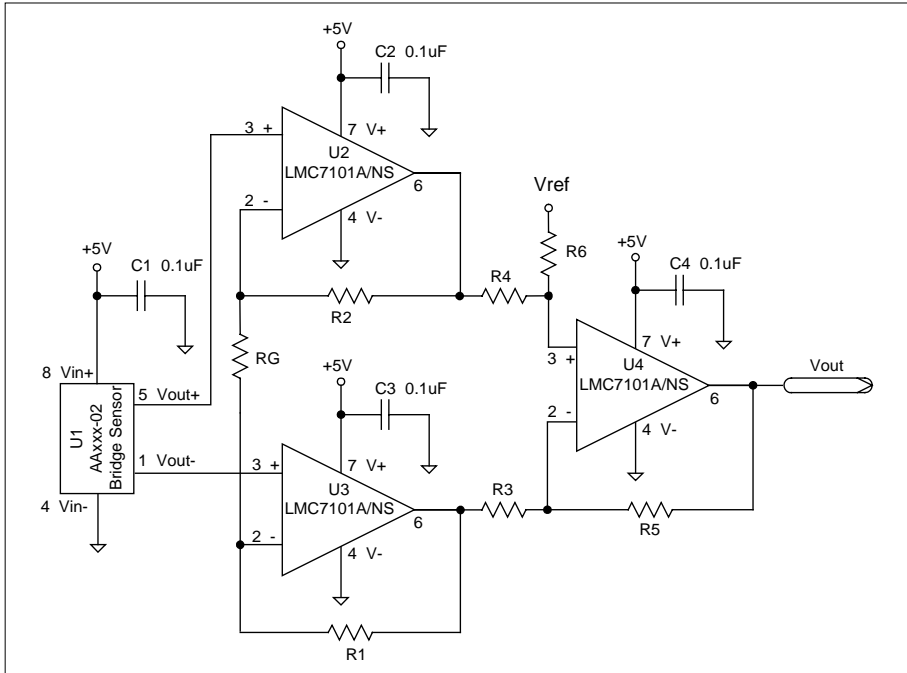 +5V
C2 0.1uF
3 +
7 V+
U2
LMC7101A/NS
6
2 -
4 V-
Vref
R6
+5V
C1 0.1uF
R2
R4
+5V
C4 0.1uF
7 V+
3 +
U4
LMC7101A/NS
6
Vout
2 -
4 V-
RG
+5V
C3 0.1uF
8 Vin+
5 Vout+
U1
AAxxx-02
Bridge Sensor
1 Vout-
4 Vin-
3 +
7 V+
U3
LMC7101A/NS
6
2 -
4 V-
R3
R5
R1